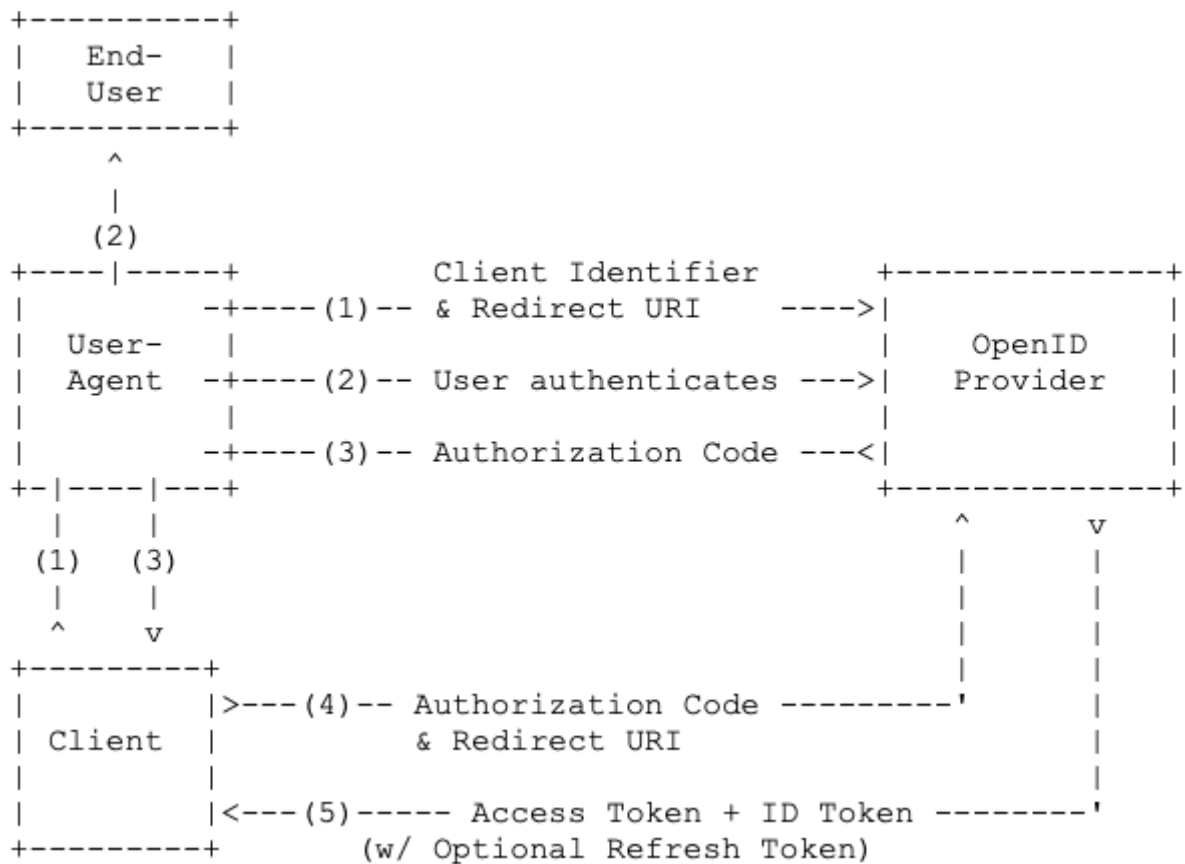 +----------+
|   End-   |
|   User   |
+----------+
     ^
     |
    (2)
+----|-----+          Client Identifier      +--------------+
|         -+----(1)-- & Redirect URI    ---->|              |
|  User-   |                                 |    OpenID    |
|  Agent  -+----(2)-- User authenticates --->|   Provider   |
|          |                                 |              |
|         -+----(3)-- Authorization Code ---<|              |
+-|----|---+                                 +--------------+
  |    |                                         ^      v
 (1)  (3)                                        |      |
  |    |                                         |      |
  ^    v                                         |      |
+---------+                                      |      |
|         |>---(4)-- Authorization Code ---------'      |
| Client  |          & Redirect URI                     |
|         |                                             |
|         |<---(5)----- Access Token + ID Token --------'
+---------+       (w/ Optional Refresh Token)